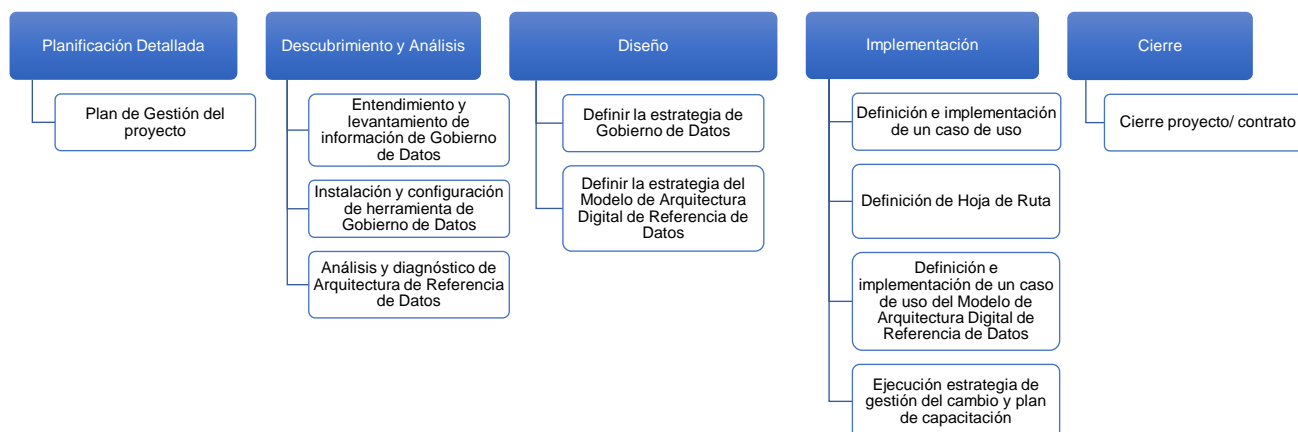 Planificación Detallada
Plan de Gestión del
proyecto
Descubrimiento y Análisis
Entendimiento y
levantamiento de
información de Gobierno
de Datos
Instalación y configuración
de herramienta de
Gobierno de Datos
Análisis y diagnóstico de
Arquitectura de Referencia
de Datos
Diseño
Definir la estrategia de
Gobierno de Datos
Definir la estrategia del
Modelo de Arquitectura
Digital de Referencia de
Datos
Implementación
Definición e implementación
de un caso de uso
Definición de Hoja de Ruta
Definición e
implementación de un caso
de uso del Modelo de
Arquitectura Digital de
Referencia de Datos
Ejecución estrategia de
gestión del cambio y plan
de capacitación
Cierre
Cierre proyecto/ contrato